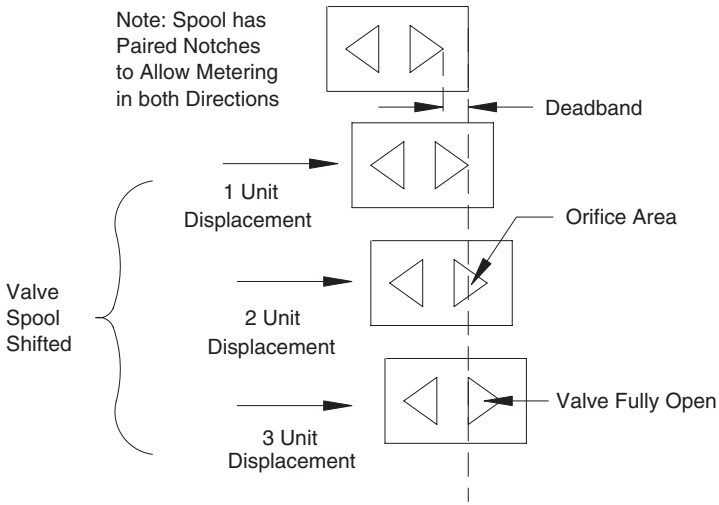 Note: Spool has
Paired Notches
to Allow Metering
in both Directions
Deadband
1 Unit
Displacement
Orifice Area
Valve
Spool
Shifted
2 Unit
Displacement
Valve Fully Open
3 Unit
Displacement